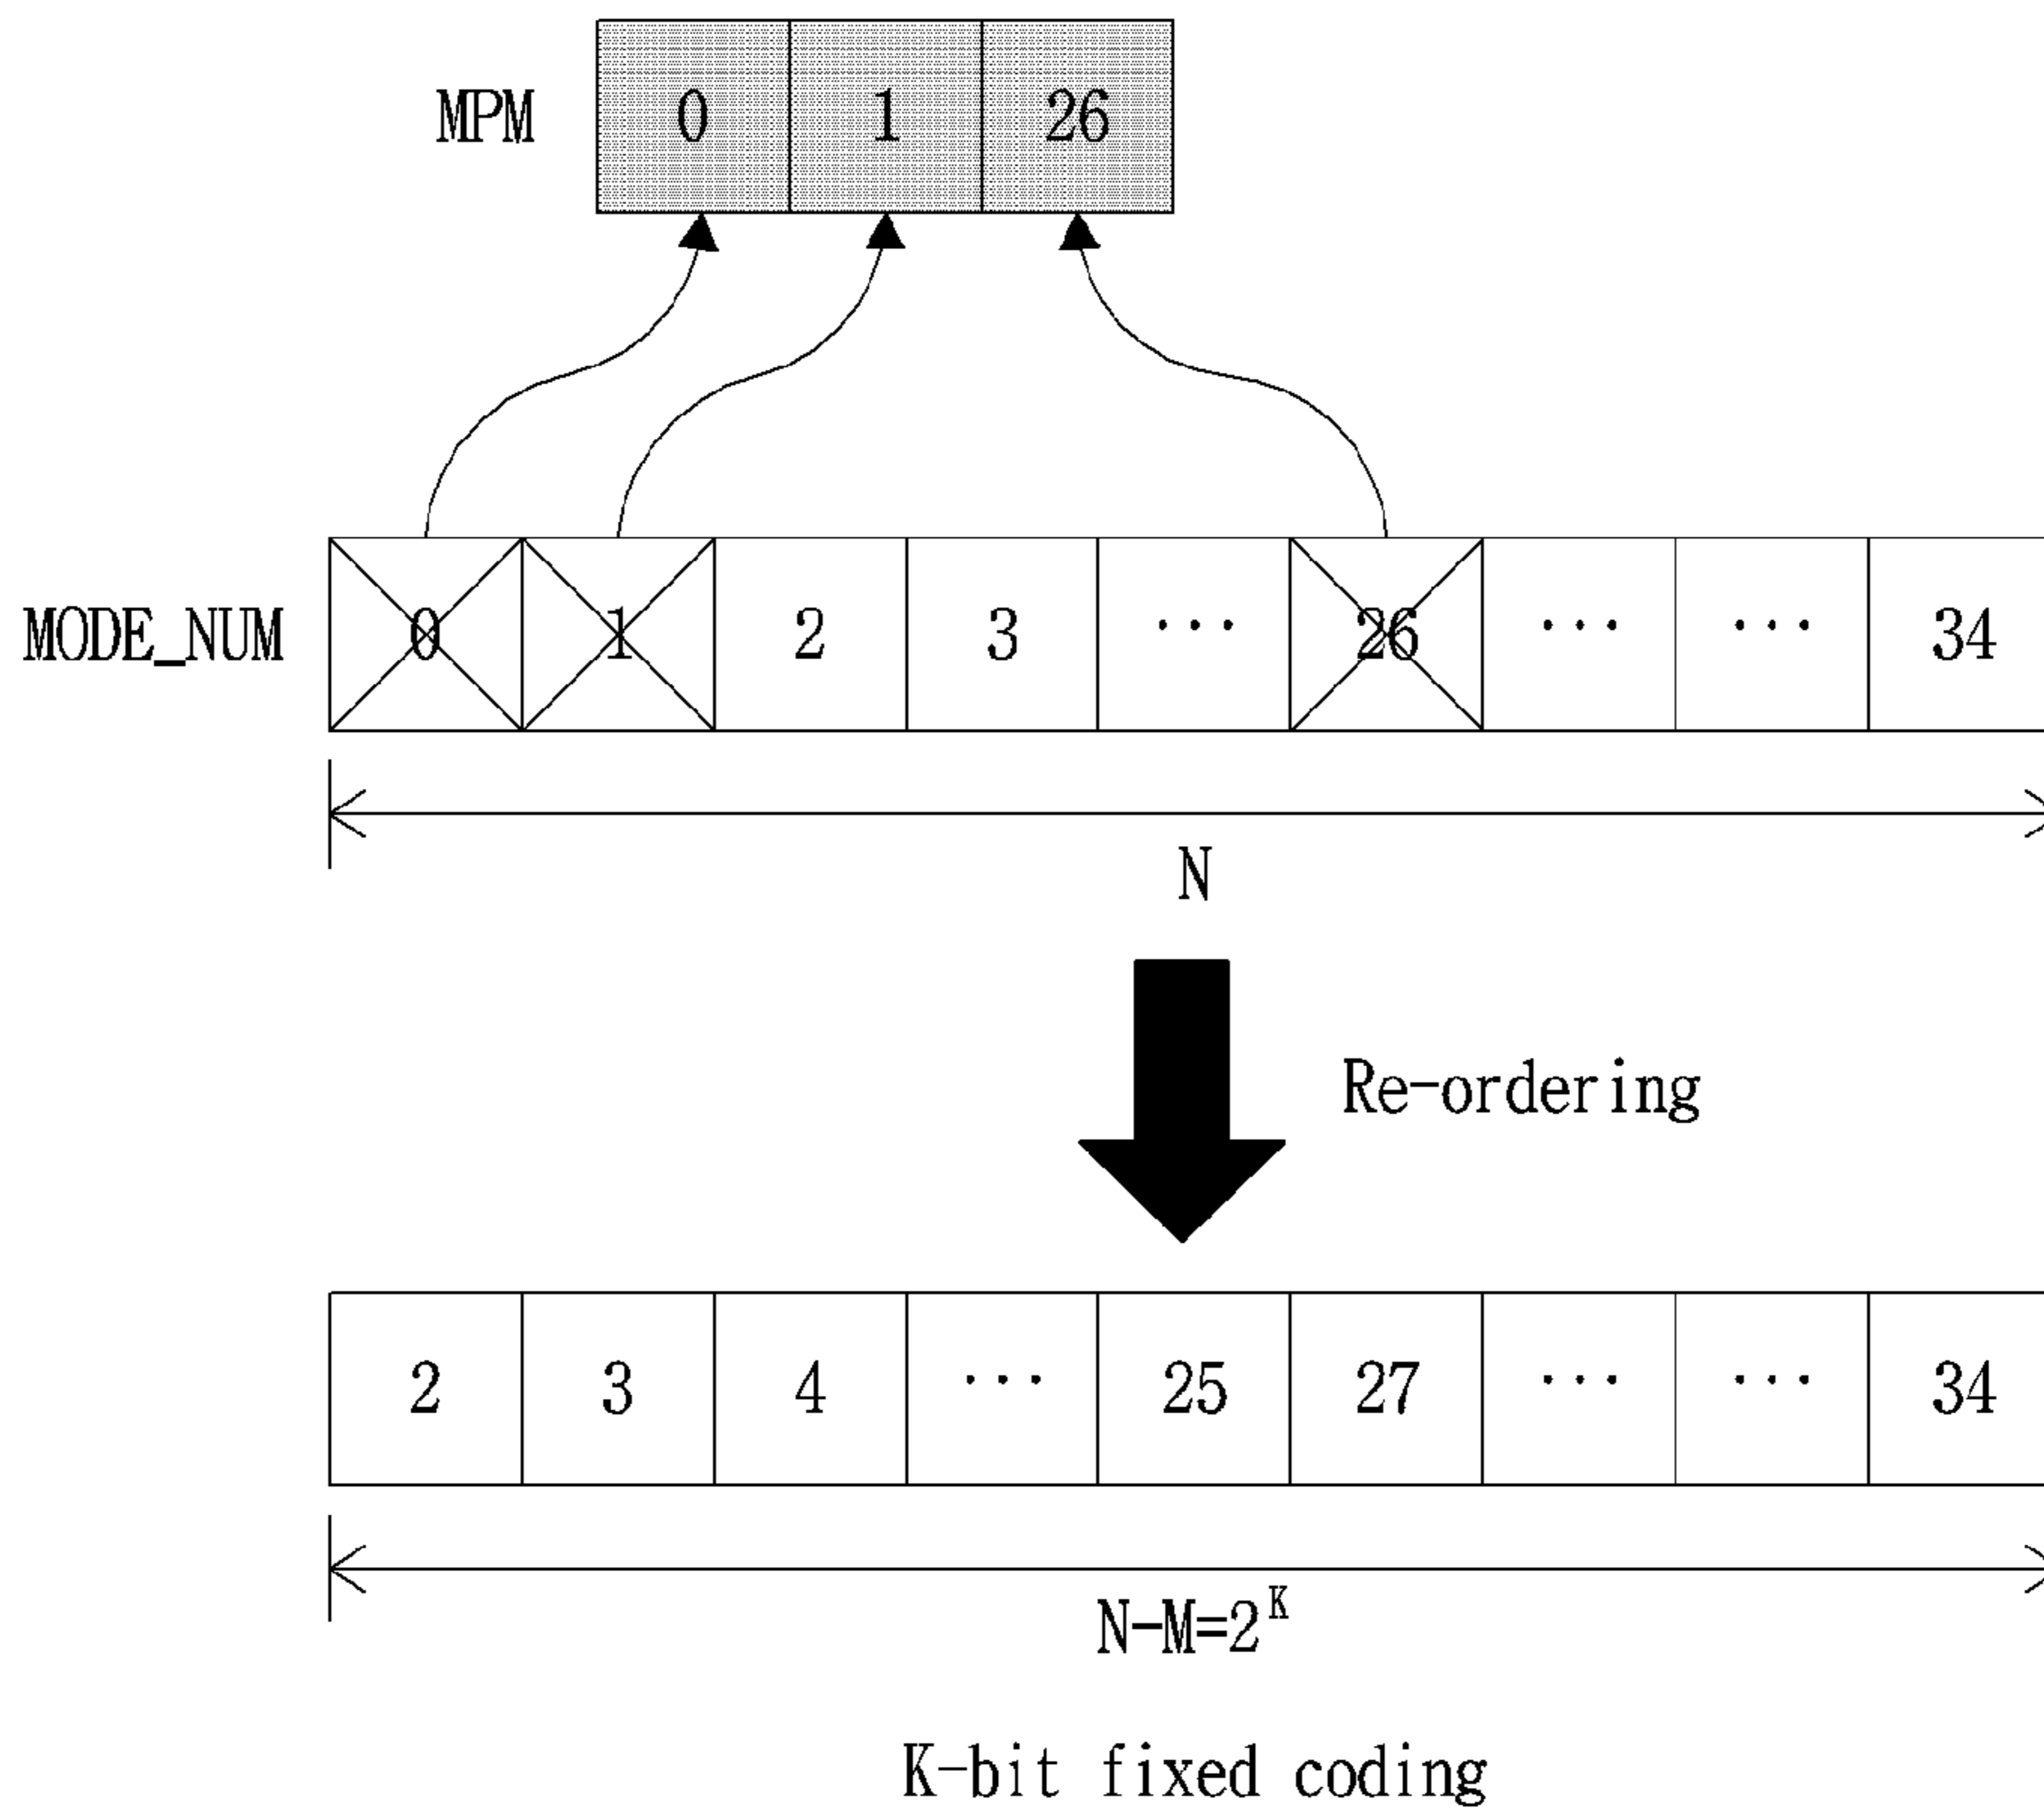 MPM 0 1 26
MODE_NUM 0 1 2 3 ... 26 ... ... 34
N
Re-ordering
2 3 4 ... 25 27 ... ... 34
N-M=2^K
K-bit fixed coding